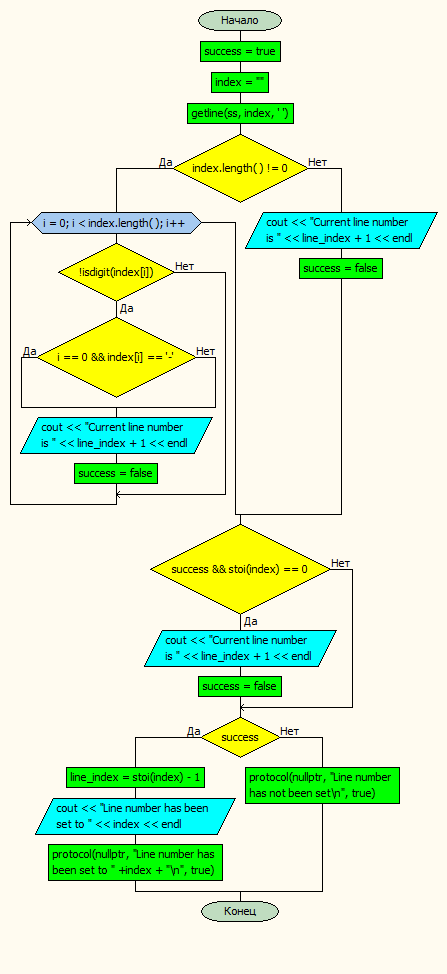 Начало
success = true
index = ""
getline(ss, index, ' ')
index.length( ) != 0
Да
Нет
i = 0; i < index.length( ); i++
cout << "Current line number
is " << line_index + 1 << endl
success = false
!isdigit(index[i])
Нет
Да
i == 0 && index[i] == '-'
Да
Нет
cout << "Current line number
is " << line_index + 1 << endl
success = false
success && stoi(index) == 0
Нет
Да
cout << "Current line number
is " << line_index + 1 << endl
success = false
success
Да
Нет
line_index = stoi(index) - 1
cout << "Line number has been
set to " << index << endl
protocol(nullptr, "Line number has
been set to " +index + "\n", true)
protocol(nullptr, "Line number
has not been set\n", true)
Конец